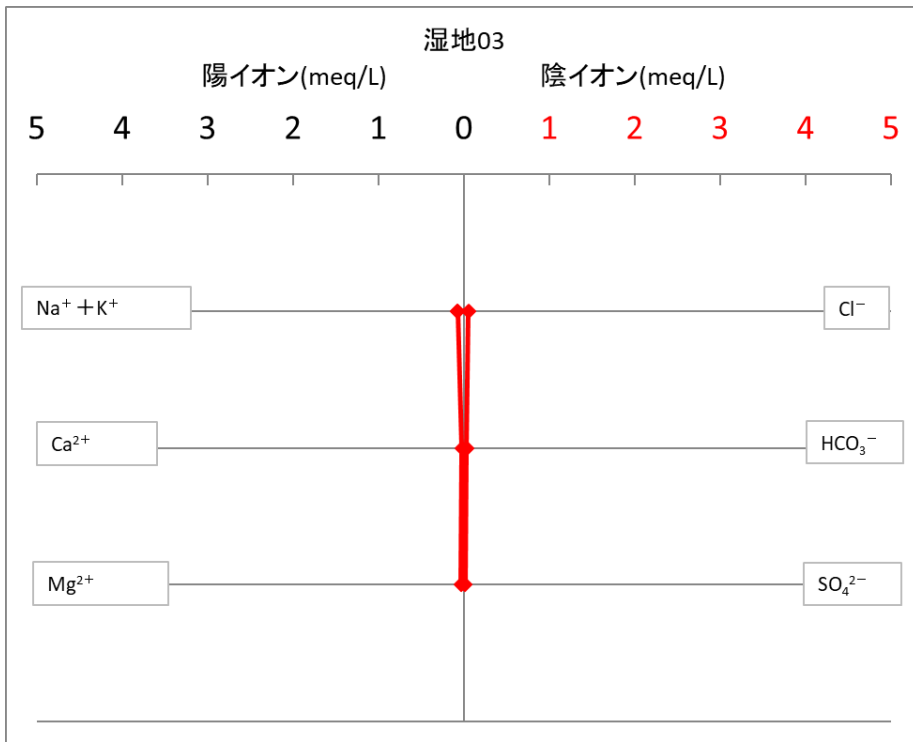 湿地03
陽イオン(meq/L) 陰イオン(meq/L)
5 4 3 2 1 0 1 2 3 4 5
Na⁺ +K⁺ Cl⁻
Ca²⁺ HCO₃⁻
Mg²⁺ SO₄²⁻